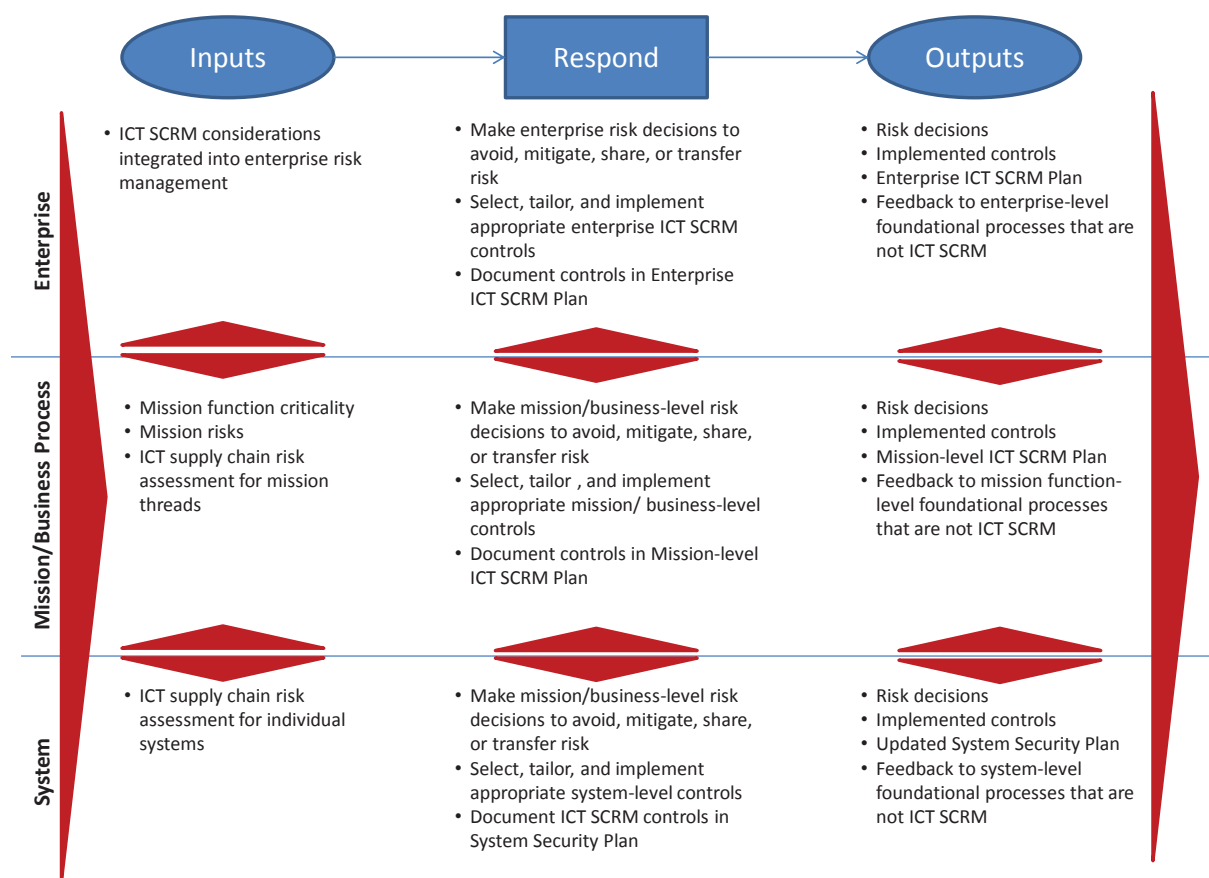 Inputs
Respond
Outputs
Enterprise
• ICT SCRM considerations
integrated into enterprise risk
management
• Make enterprise risk decisions to
avoid, mitigate, share, or transfer
risk
• Select, tailor, and implement
appropriate enterprise ICT SCRM
controls
• Document controls in Enterprise
ICT SCRM Plan
• Risk decisions
• Implemented controls
• Enterprise ICT SCRM Plan
• Feedback to enterprise-level
foundational processes that are
not ICT SCRM
Mission/Business Process
• Mission function criticality
• Mission risks
• ICT supply chain risk
assessment for mission
threads
• Make mission/business-level risk
decisions to avoid, mitigate, share,
or transfer risk
• Select, tailor , and implement
appropriate mission/ business-level
controls
• Document controls in Mission-level
ICT SCRM Plan
• Risk decisions
• Implemented controls
• Mission-level ICT SCRM Plan
• Feedback to mission function-
level foundational processes
that are not ICT SCRM
System
• ICT supply chain risk
assessment for individual
systems
• Make mission/business-level risk
decisions to avoid, mitigate, share,
or transfer risk
• Select, tailor, and implement
appropriate system-level controls
• Document ICT SCRM controls in
System Security Plan
• Risk decisions
• Implemented controls
• Updated System Security Plan
• Feedback to system-level
foundational processes that are
not ICT SCRM